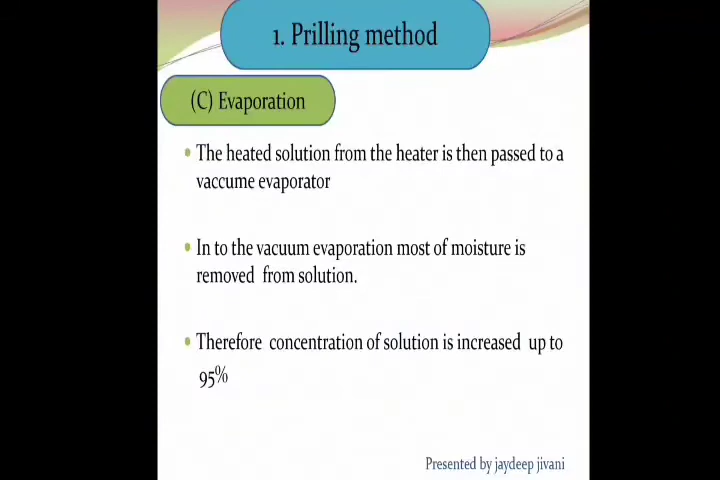 1. Prilling method
(C) Evaporation
• The heated solution from the heater is then passed to a
vaccume evaporator
• In to the vacuum evaporation most of moisture is
removed from solution.
• Therefore concentration of solution is increased up to
95%
Presented by jaydeep jivani